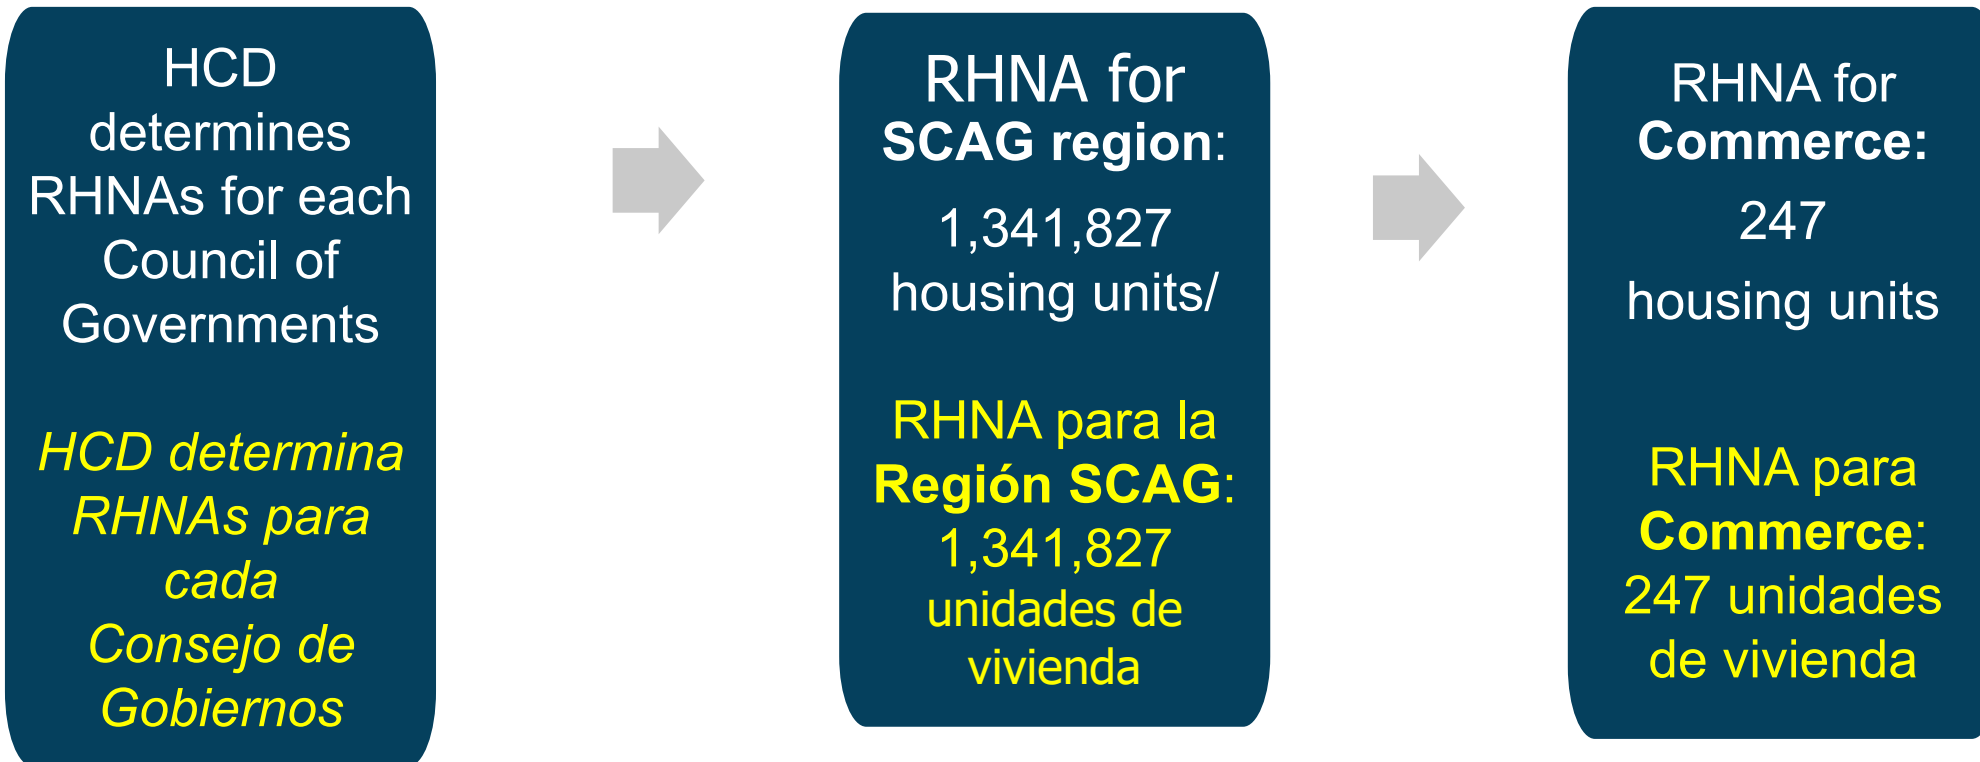 HCD
determines
RHNAs for each
Council of
Governments
HCD determina
RHNAs para
cada
Consejo de
Gobiernos
RHNA for
SCAG region:
1,341,827
housing units/
RHNA para la
Región SCAG:
1,341,827
unidades de
vivienda
RHNA for
Commerce:
247
housing units
RHNA para
Commerce:
247 unidades
de vivienda